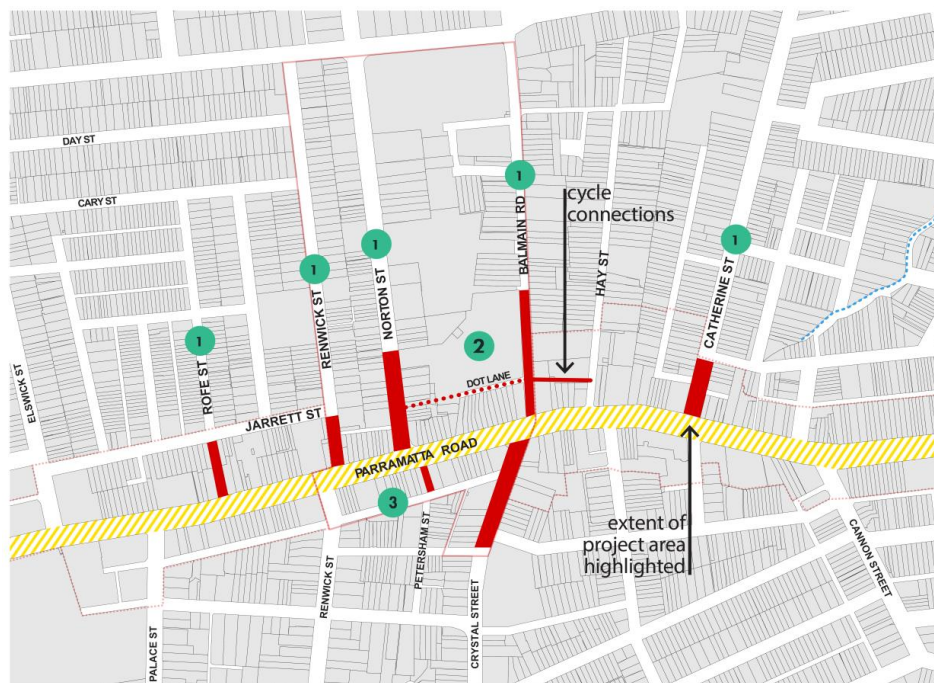 DAY ST
CARY ST
1
cycle
connections
BALMAIN RD
HAY ST
1
1
CATHERINE ST
1
NORTON ST
RENWICK ST
1
ROFE ST
2
DOT LANE
ELSWICK ST
JARRETT ST
PARRAMATTA ROAD
3
extent of
project area
highlighted
PETERSHAM ST
RENWICK ST
PALACE ST
CRYSTAL STREET
CANNON STREET